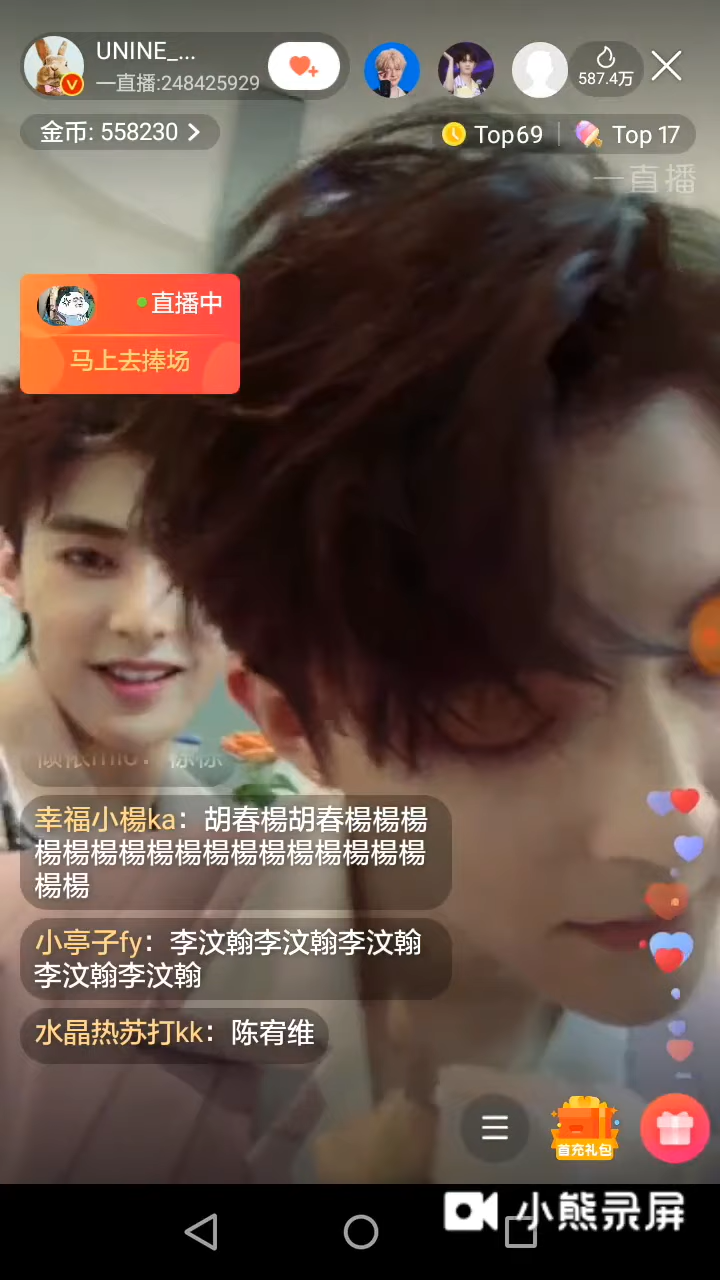 UNINE_...
一直播:248425929
587.4万
金币: 558230
Top69
Top 17
一直播
直播中
马上去捧场
幸福小楊ka：胡春楊胡春楊楊楊
楊楊楊楊楊楊楊楊楊楊楊楊楊楊
楊楊
小亭子fy：李汶翰李汶翰李汶翰
李汶翰李汶翰
水晶热苏打kk：陈宥维
首充礼包
小熊录屏